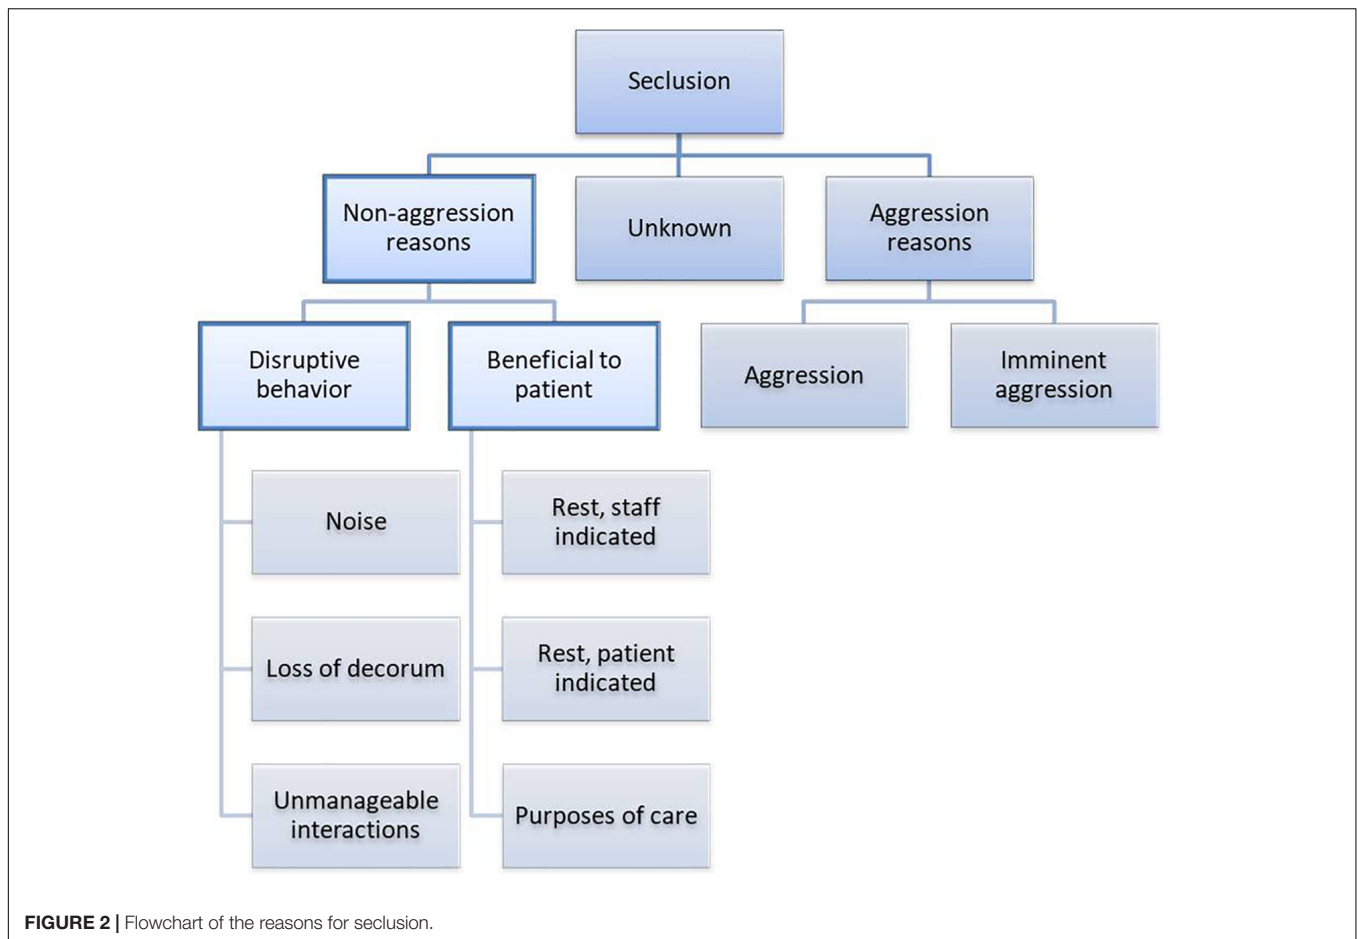 Seclusion
Non-aggression
reasons
Unknown
Aggression
reasons
Disruptive
behavior
Beneficial to
patient
Aggression
Imminent
aggression
Noise
Rest, staff
indicated
Loss of decorum
Rest, patient
indicated
Unmanageable
interactions
Purposes of care
FIGURE 2 | Flowchart of the reasons for seclusion.